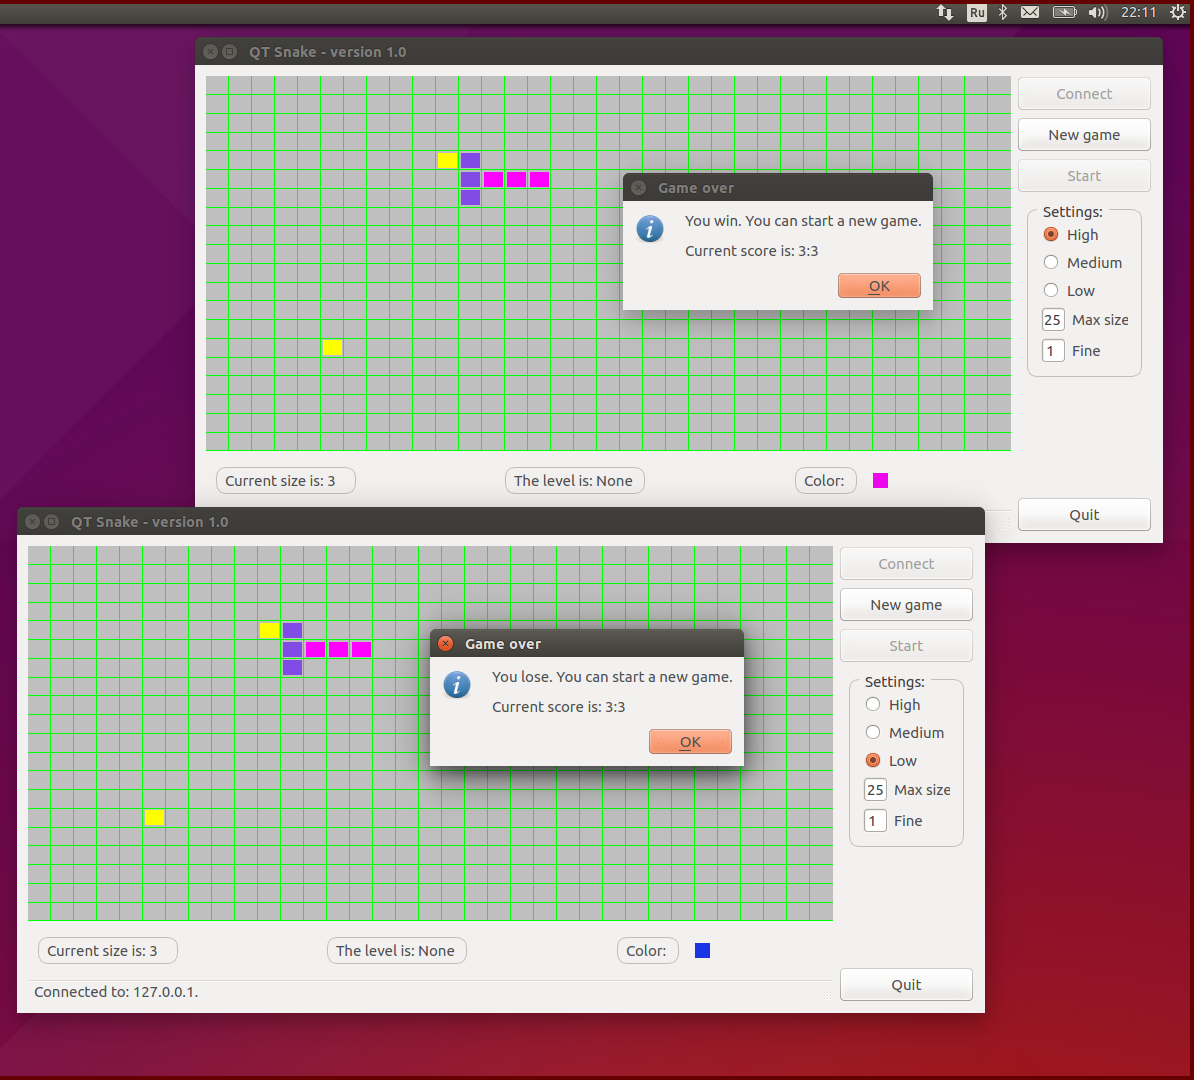 Ru
22:11
QT Snake - version 1.0
Connect
New game
Start
Settings:
High
Medium
Low
25 Max size
1 Fine
Game over
You win. You can start a new game.
Current score is: 3:3
OK
Current size is: 3
The level is: None
Color:
Quit
QT Snake - version 1.0
Connect
New game
Start
Settings:
High
Medium
Low
25 Max size
1 Fine
Game over
You lose. You can start a new game.
Current score is: 3:3
OK
Current size is: 3
The level is: None
Color:
Connected to: 127.0.0.1.
Quit